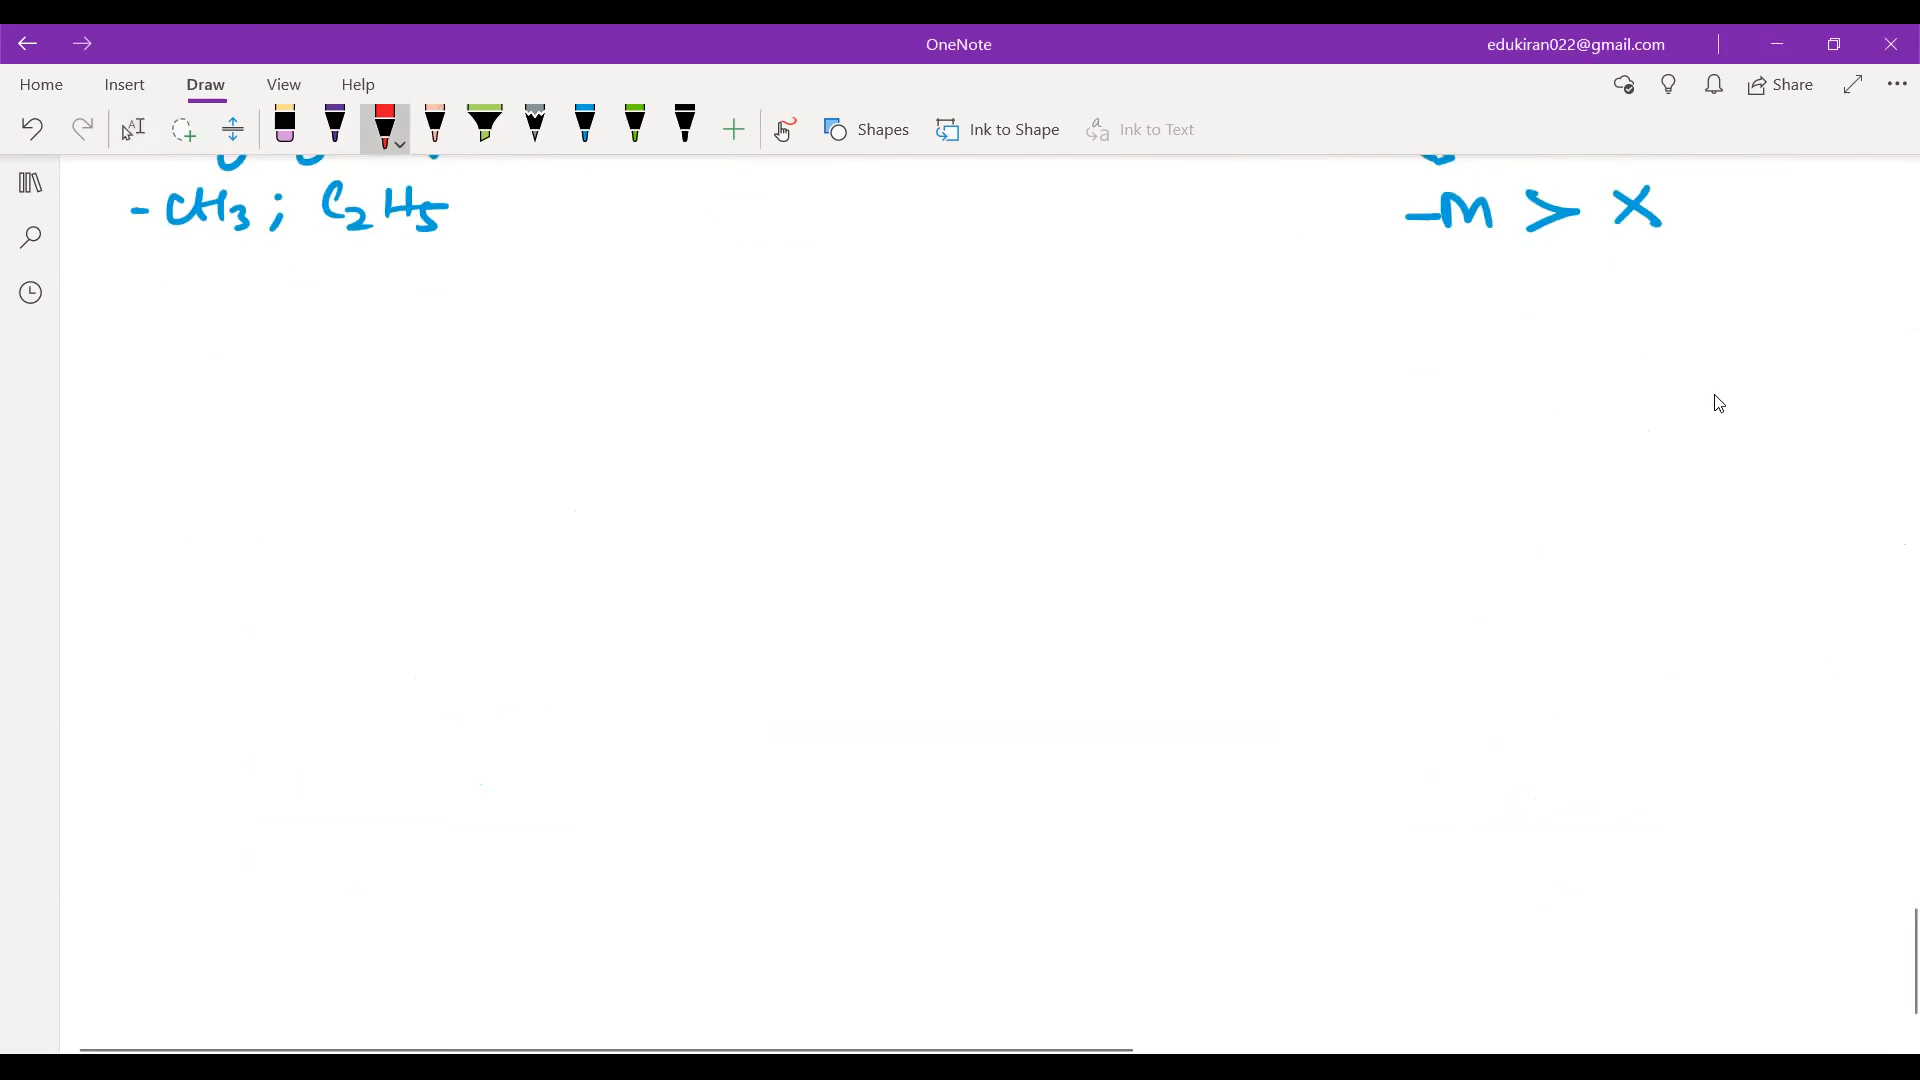 OneNote
edukiran022@gmail.com
Home Insert Draw View Help
Share
Shapes Ink to Shape Ink to Text
-CH3 ; C2H5
-M > X